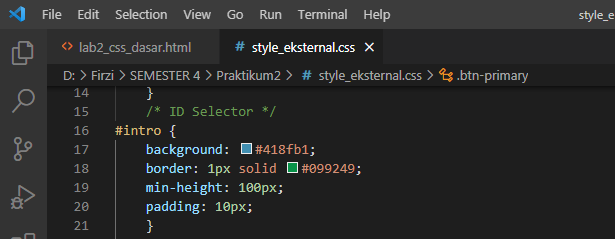 File Edit Selection View Go Run Terminal Help style_e
lab2_css_dasar.html # style_eksternal.css ×
D: > Firzi > SEMESTER 4 > Praktikum2 > # style_eksternal.css > .btn-primary
14 }
15 /* ID Selector */
16 #intro {
17 background: #418fb1;
18 border: 1px solid #099249;
19 min-height: 100px;
20 padding: 10px;
21 }